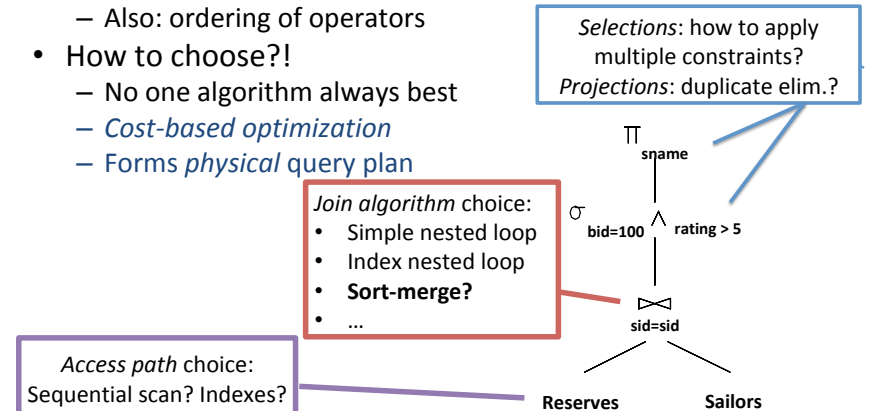 – Also: ordering of operators
• How to choose?!
– No one algorithm always best
– Cost-based optimization
– Forms physical query plan
Selections: how to apply
multiple constraints?
Projections: duplicate elim.?
∏ sname
σ bid=100 ∧ rating > 5
Join algorithm choice:
• Simple nested loop
• Index nested loop
• Sort-merge?
• ...
⋈
sid=sid
Access path choice:
Sequential scan? Indexes?
Reserves Sailors